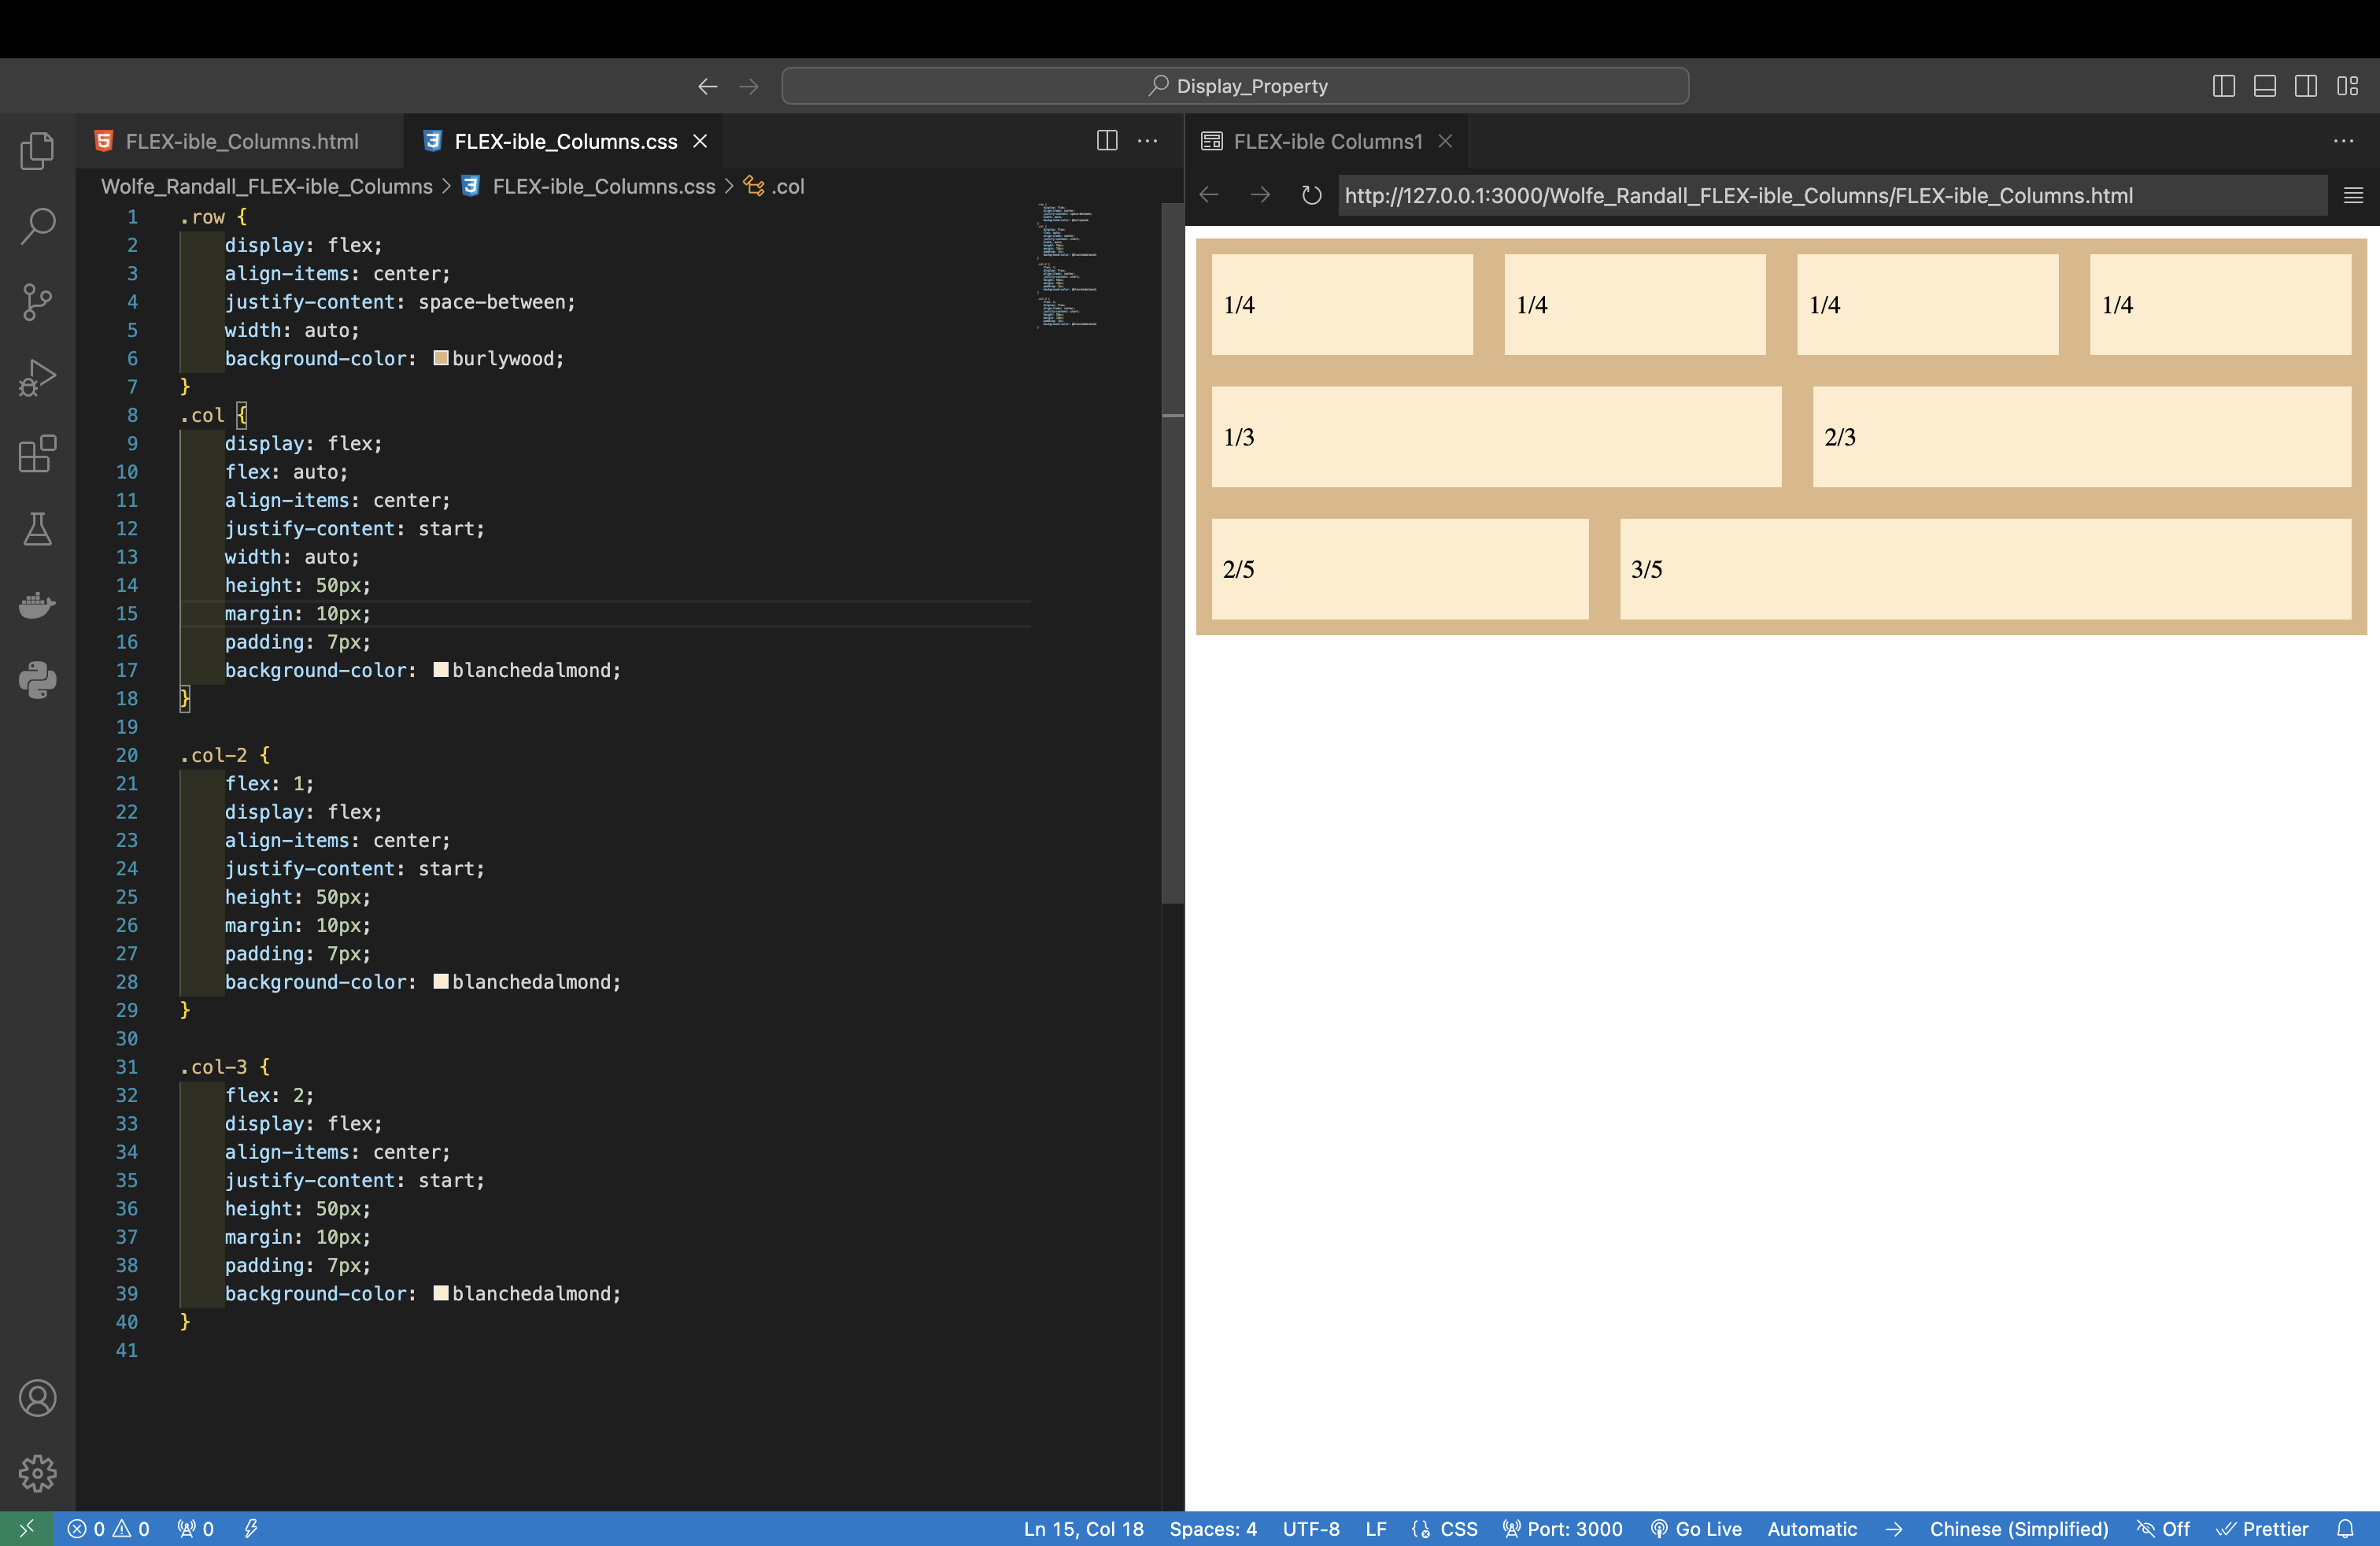 Display_Property
FLEX-ible_Columns.html
FLEX-ible_Columns.css
Wolfe_Randall_FLEX-ible_Columns > FLEX-ible_Columns.css > .col
1 .row {
2 display: flex;
3 align-items: center;
4 justify-content: space-between;
5 width: auto;
6 background-color: burlywood;
7 }
8 .col {
9 display: flex;
10 flex: auto;
11 align-items: center;
12 justify-content: start;
13 width: auto;
14 height: 50px;
15 margin: 10px;
16 padding: 7px;
17 background-color: blanchedalmond;
18 }
19
20 .col-2 {
21 flex: 1;
22 display: flex;
23 align-items: center;
24 justify-content: start;
25 height: 50px;
26 margin: 10px;
27 padding: 7px;
28 background-color: blanchedalmond;
29 }
30
31 .col-3 {
32 flex: 2;
33 display: flex;
34 align-items: center;
35 justify-content: start;
36 height: 50px;
37 margin: 10px;
38 padding: 7px;
39 background-color: blanchedalmond;
40 }
41
FLEX-ible Columns1
http://127.0.0.1:3000/Wolfe_Randall_FLEX-ible_Columns/FLEX-ible_Columns.html
1/4 1/4 1/4 1/4
1/3 2/3
2/5 3/5
0 0 0 Ln 15, Col 18 Spaces: 4 UTF-8 LF CSS Port: 3000 Go Live Automatic Chinese (Simplified) Off Prettier